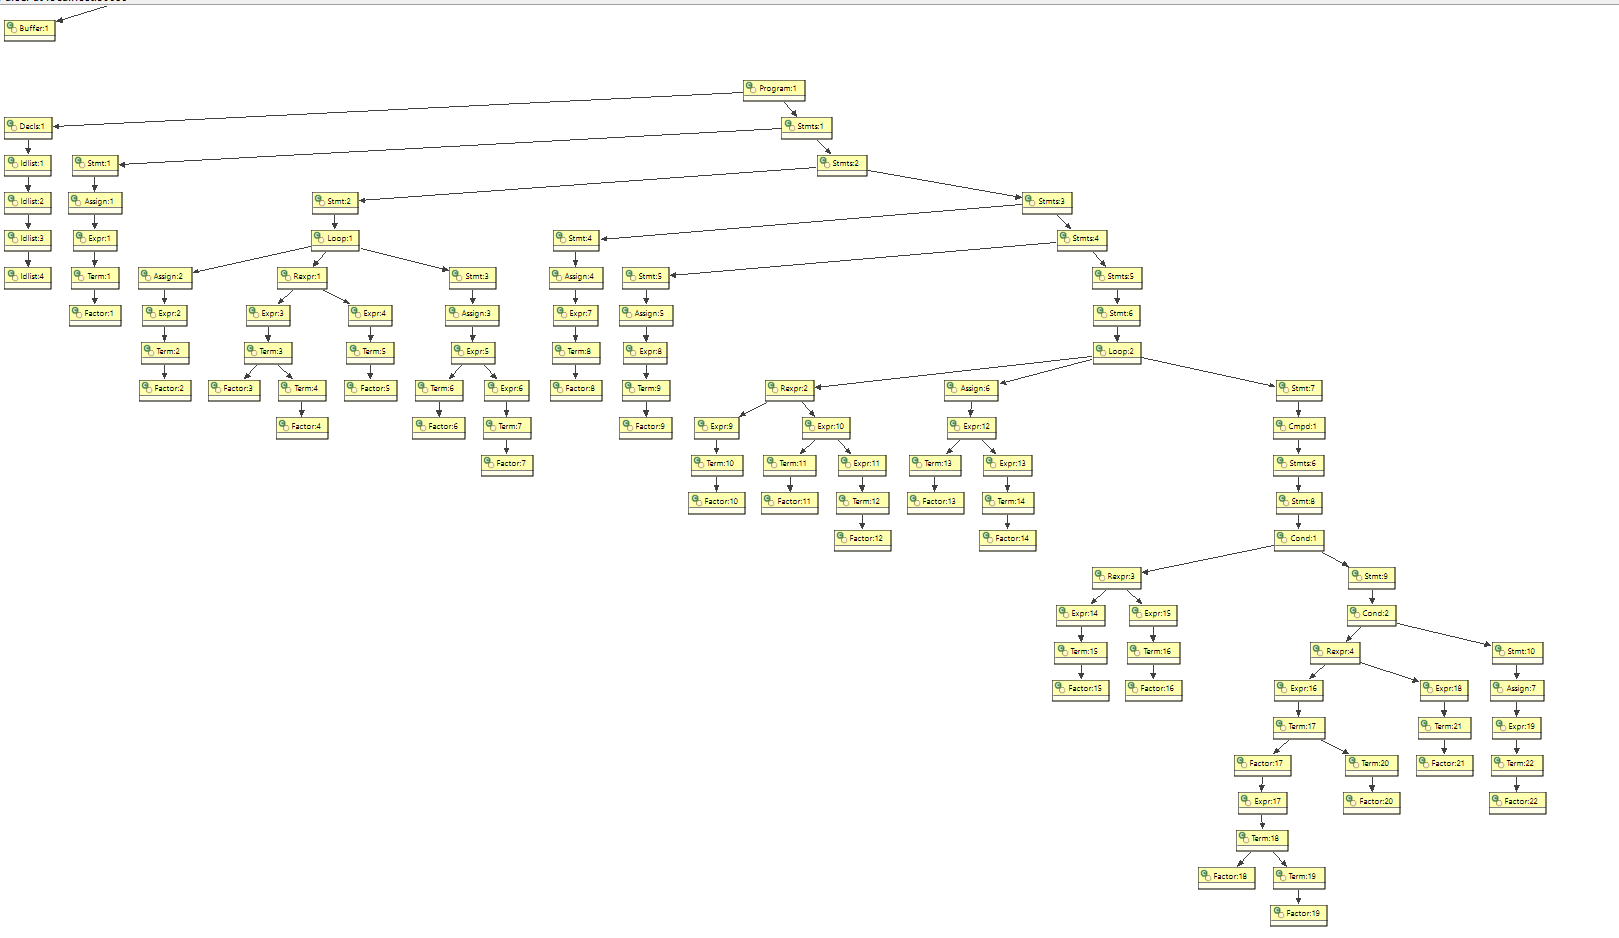 Buffer:1
Program:1
Decls:1
Stmts:1
Idlist:1
Stmt:1
Stmts:2
Idlist:2
Assign:1
Stmt:2
Stmts:3
Idlist:3
Expr:1
Loop:1
Stmt:4
Stmts:4
Idlist:4
Term:1
Assign:2
Rexpr:1
Stmt:3
Assign:4
Stmt:5
Stmts:5
Factor:1
Expr:2
Expr:3
Expr:4
Assign:3
Expr:7
Assign:5
Stmt:6
Term:2
Term:3
Term:5
Expr:5
Term:8
Expr:8
Loop:2
Factor:2
Factor:3
Term:4
Factor:5
Term:6
Expr:6
Factor:8
Term:9
Rexpr:2
Assign:6
Stmt:7
Factor:4
Factor:6
Term:7
Factor:9
Expr:9
Expr:10
Expr:12
Cmpd:1
Factor:7
Term:10
Term:11
Expr:11
Term:13
Expr:13
Stmts:6
Factor:10
Factor:11
Term:12
Factor:13
Term:14
Stmt:8
Factor:12
Factor:14
Cond:1
Rexpr:3
Stmt:9
Expr:14
Expr:15
Cond:2
Term:15
Term:16
Rexpr:4
Stmt:10
Factor:15
Factor:16
Expr:16
Expr:18
Assign:7
Term:17
Term:21
Expr:19
Factor:17
Term:20
Factor:21
Term:22
Expr:17
Factor:20
Factor:22
Term:18
Factor:18
Term:19
Factor:19